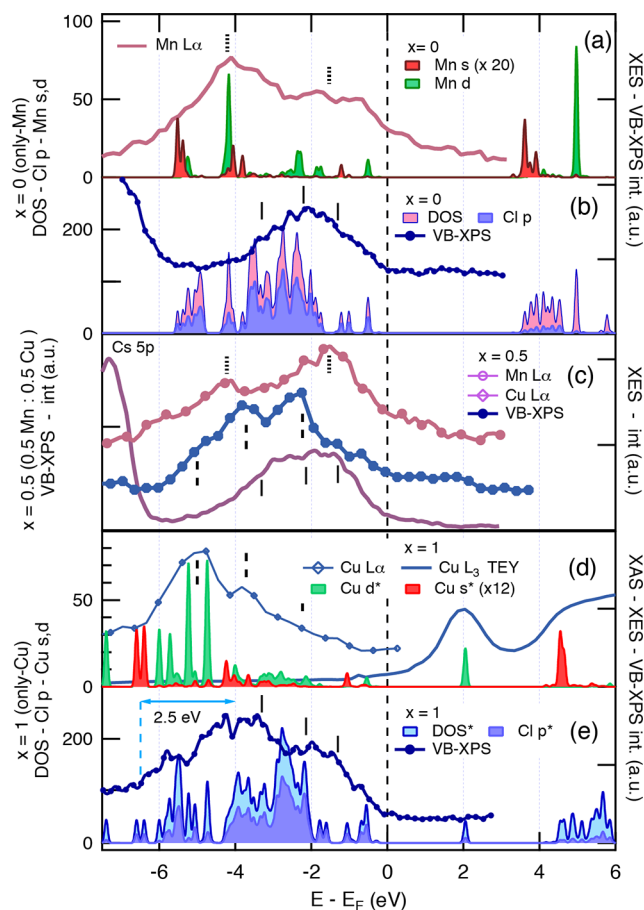 100
50
0
Mn Lα
x= 0
Mn s (x 20)
Mn d
(a)
x = 0 (only-Mn)
DOS - Cl p - Mn s,d
XES - VB-XPS
int. (a.u.)
200
0
x = 0
DOS Cl p
VB-XPS
(b)
Cs 5p
x = 0.5
Mn Lα
Cu Lα
VB-XPS
(c)
x = 0.5 (0.5 Mn : 0.5 Cu)
VB-XPS - int (a.u.)
XES - int. (a.u.)
50
0
x = 1
Cu Lα Cu L3 TEY
Cu d* Cu s* (x12)
(d)
x = 1 (only-Cu)
DOS - Cl p - Cu s,d
XAS - XES - VB-XPS int.
(a.u.)
2.5 eV
200
0
x = 1
DOS* Cl p*
VB-XPS
(e)
-6 -4 -2 0 2 4 6
E - EF (eV)